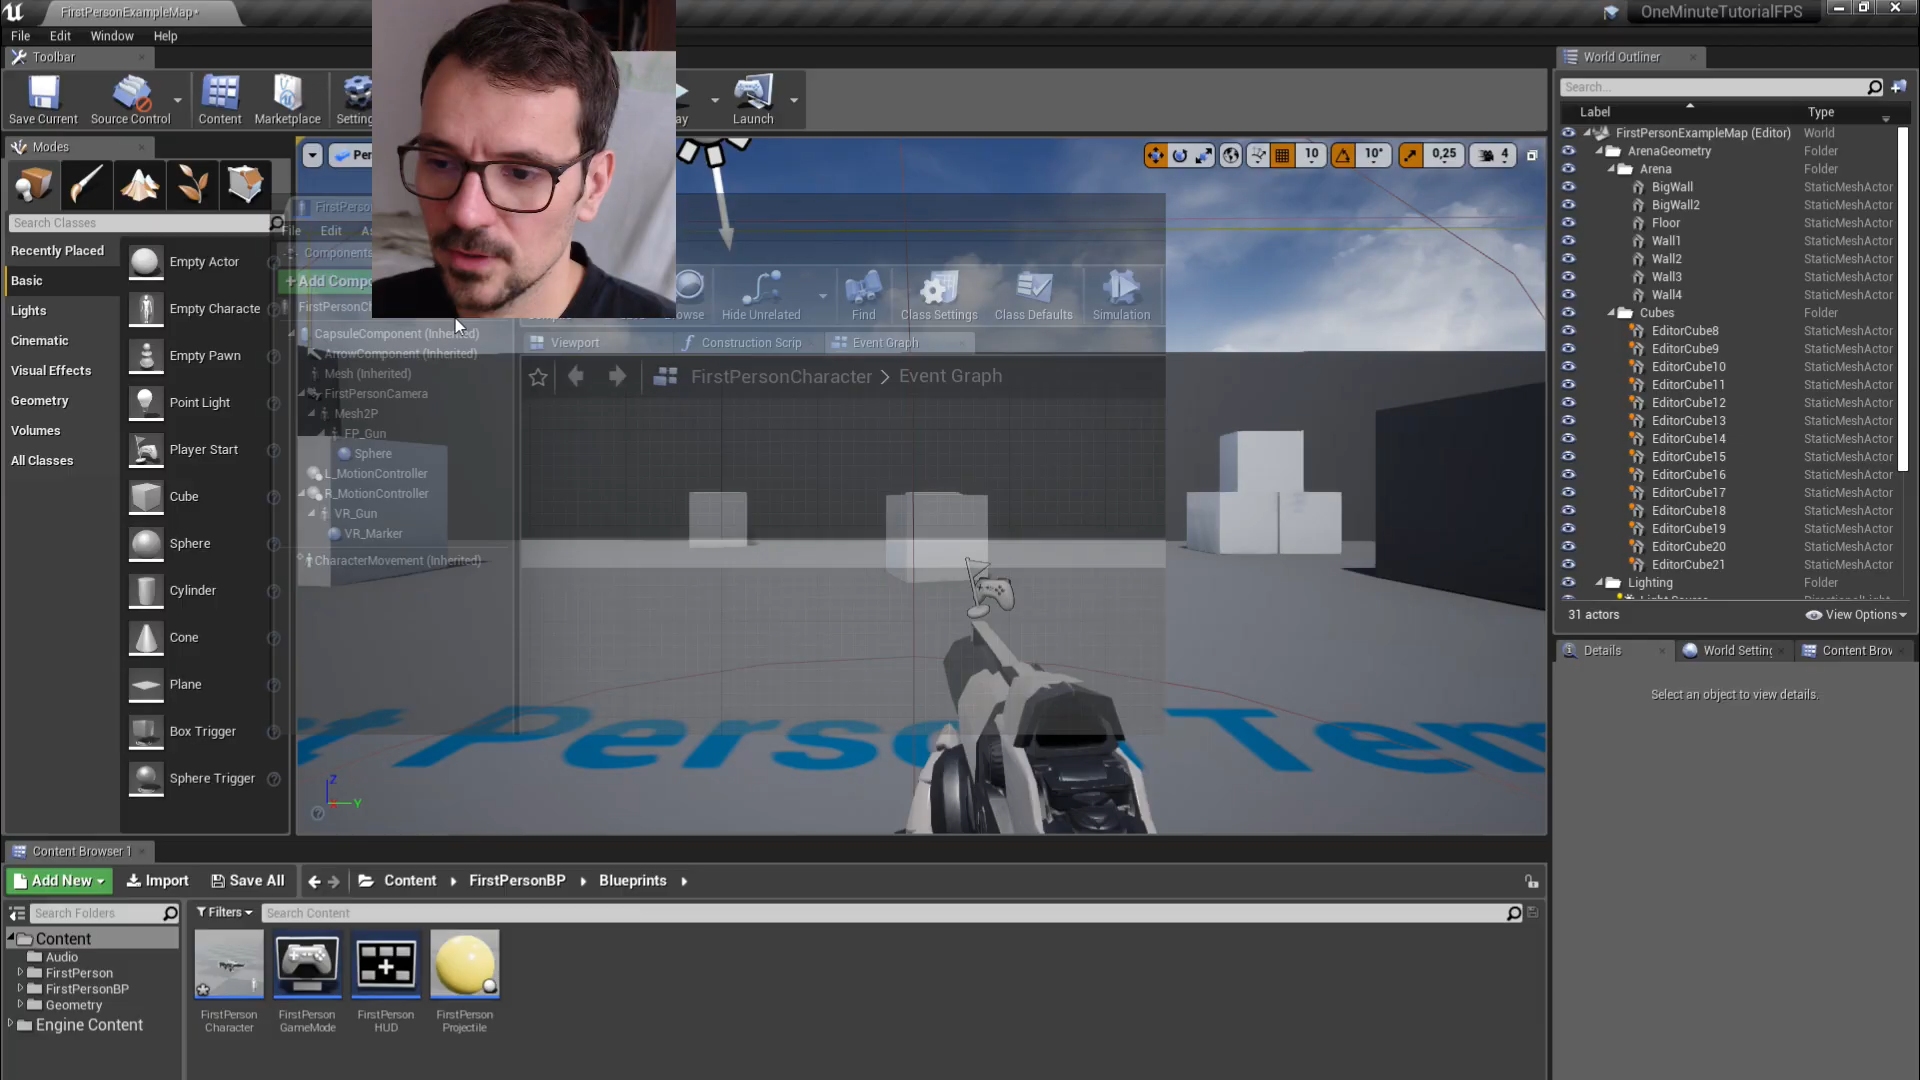 FirstPersonExampleMap*
OneMinuteTutorialFPS
File Edit Window Help
Toolbar
World Outliner
Save Current
Source Control
Content
Marketplace
Launch
Search...
Label
Type
FirstPersonExampleMap (Editor) World
ArenaGeometry Folder
Arena Folder
BigWall StaticMeshActor
BigWall2 StaticMeshActor
Floor StaticMeshActor
Wall1 StaticMeshActor
Wall2 StaticMeshActor
Wall3 StaticMeshActor
Wall4 StaticMeshActor
Cubes Folder
EditorCube8 StaticMeshActor
EditorCube9 StaticMeshActor
EditorCube10 StaticMeshActor
EditorCube11 StaticMeshActor
EditorCube12 StaticMeshActor
EditorCube13 StaticMeshActor
EditorCube14 StaticMeshActor
EditorCube15 StaticMeshActor
EditorCube16 StaticMeshActor
EditorCube17 StaticMeshActor
EditorCube18 StaticMeshActor
EditorCube19 StaticMeshActor
EditorCube20 StaticMeshActor
EditorCube21 StaticMeshActor
Lighting Folder
31 actors
View Options
Details
World Setting
Content Brow
Select an object to view details.
Modes
Search Classes
Recently Placed
Basic
Lights
Cinematic
Visual Effects
Geometry
Volumes
All Classes
Empty Actor
Empty Characte
Empty Pawn
Point Light
Player Start
Cube
Sphere
Cylinder
Cone
Plane
Box Trigger
Sphere Trigger
10
10°
0,25
4
File Edit
Components
CapsuleComponent (Inherited)
ArrowComponent (Inherited)
Mesh (Inherited)
FirstPersonCamera
Mesh2P
FP_Gun
Sphere
L_MotionController
R_MotionController
VR_Gun
VR_Marker
CharacterMovement (Inherited)
Hide Unrelated
Find
Class Settings
Class Defaults
Simulation
Viewport
Construction Scrip
Event Graph
FirstPersonCharacter > Event Graph
Z
Y
Content Browser 1
Add New
Import
Save All
Content
FirstPersonBP
Blueprints
Search Folders
Filters
Search Content
Content
Audio
FirstPerson
FirstPersonBP
Geometry
Engine Content
FirstPerson
Character
FirstPerson
GameMode
FirstPerson
HUD
FirstPerson
Projectile